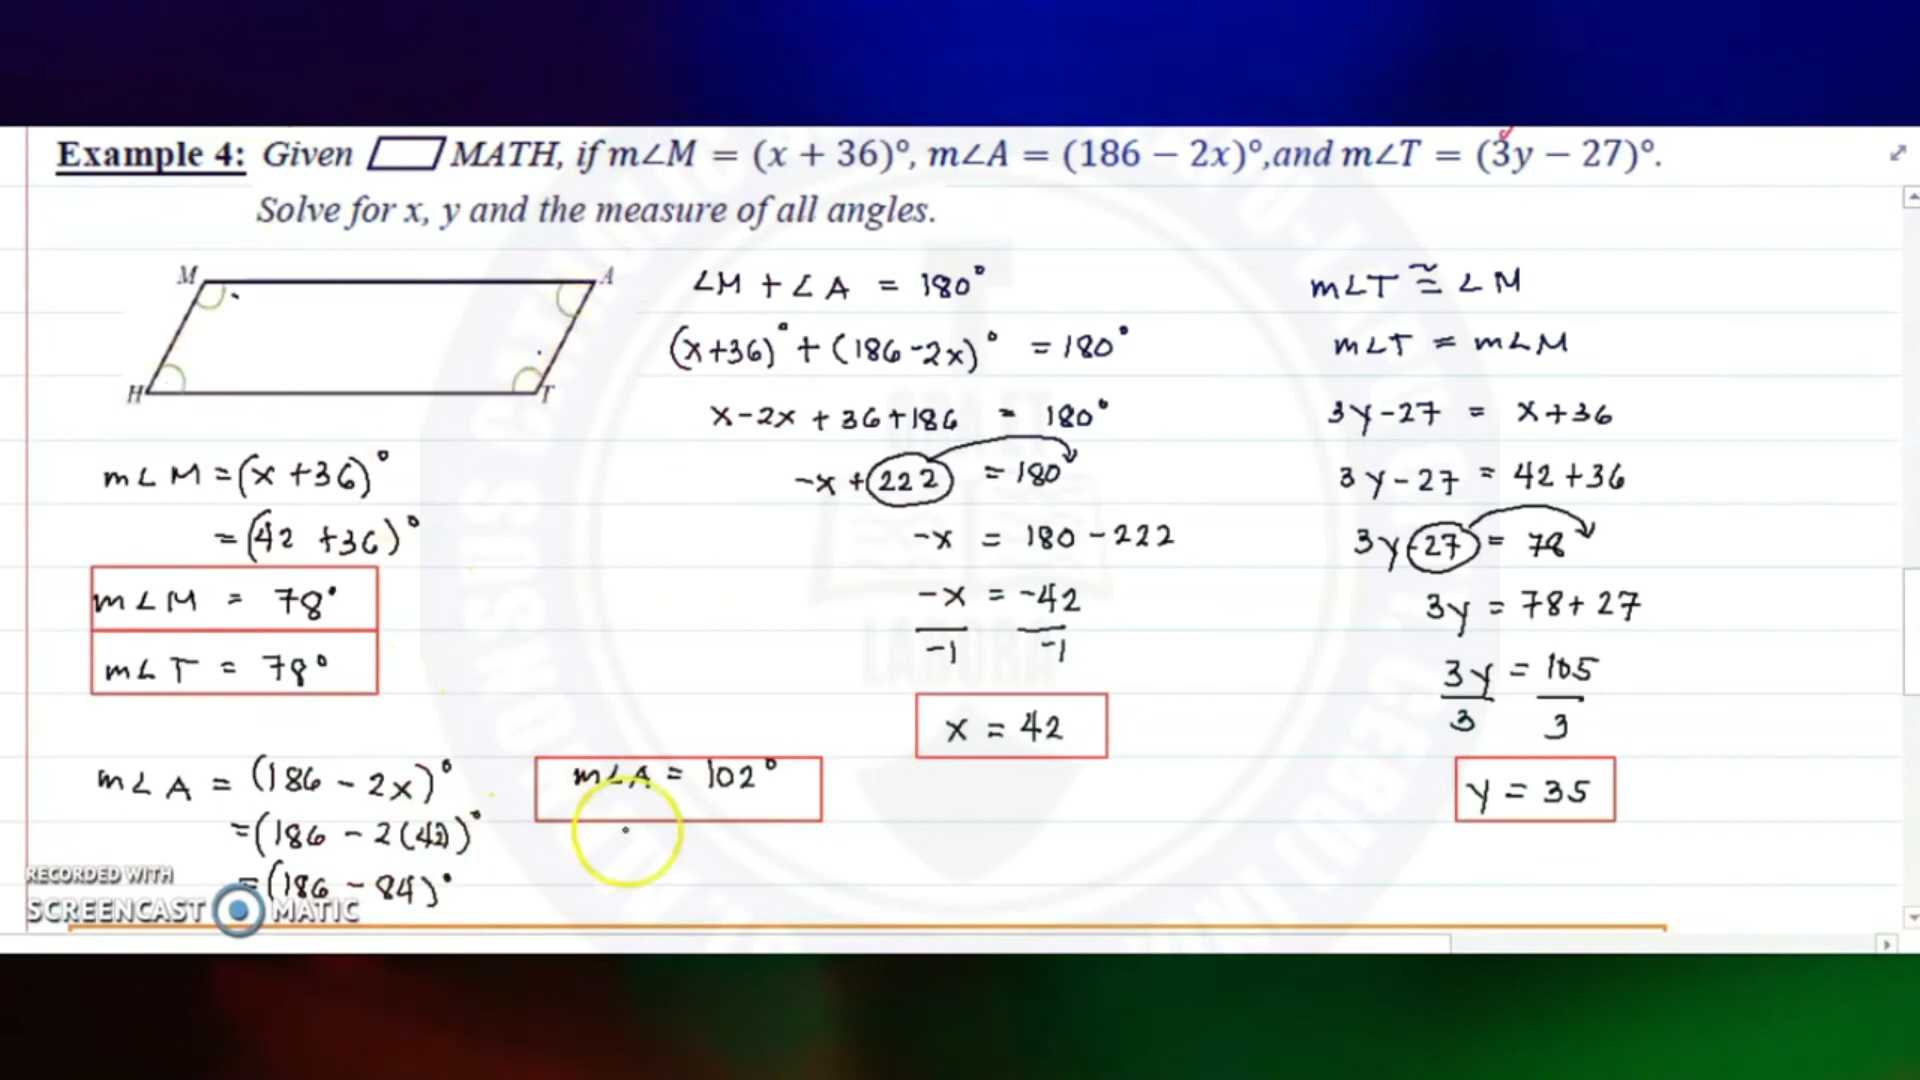 Example 4: Given MATH, if m∠M = (x + 36)°, m∠A = (186 − 2x)°,and m∠T = (3y − 27)°.
Solve for x, y and the measure of all angles.
M
A
H
T
m∠M = (x +36)°
= (42 +36)°
m∠M = 78°
m∠T = 78°
m∠A = (186 - 2x)°
= (186 - 2(42)°
= (186 - 84)°
m∠A = 102°
∠M + ∠A = 180°
(x+36)° + (186-2x)° = 180°
x-2x + 36+186 = 180°
-x + 222 = 180
-x = 180 - 222
-x = -42
-1 -1
x = 42
m∠T ≅ ∠M
m∠T = m∠M
3y-27 = x+36
3y-27 = 42+36
3y-27 = 78
3y = 78+27
3y = 105
3 3
y = 35
RECORDED WITH
SCREENCAST MATIC